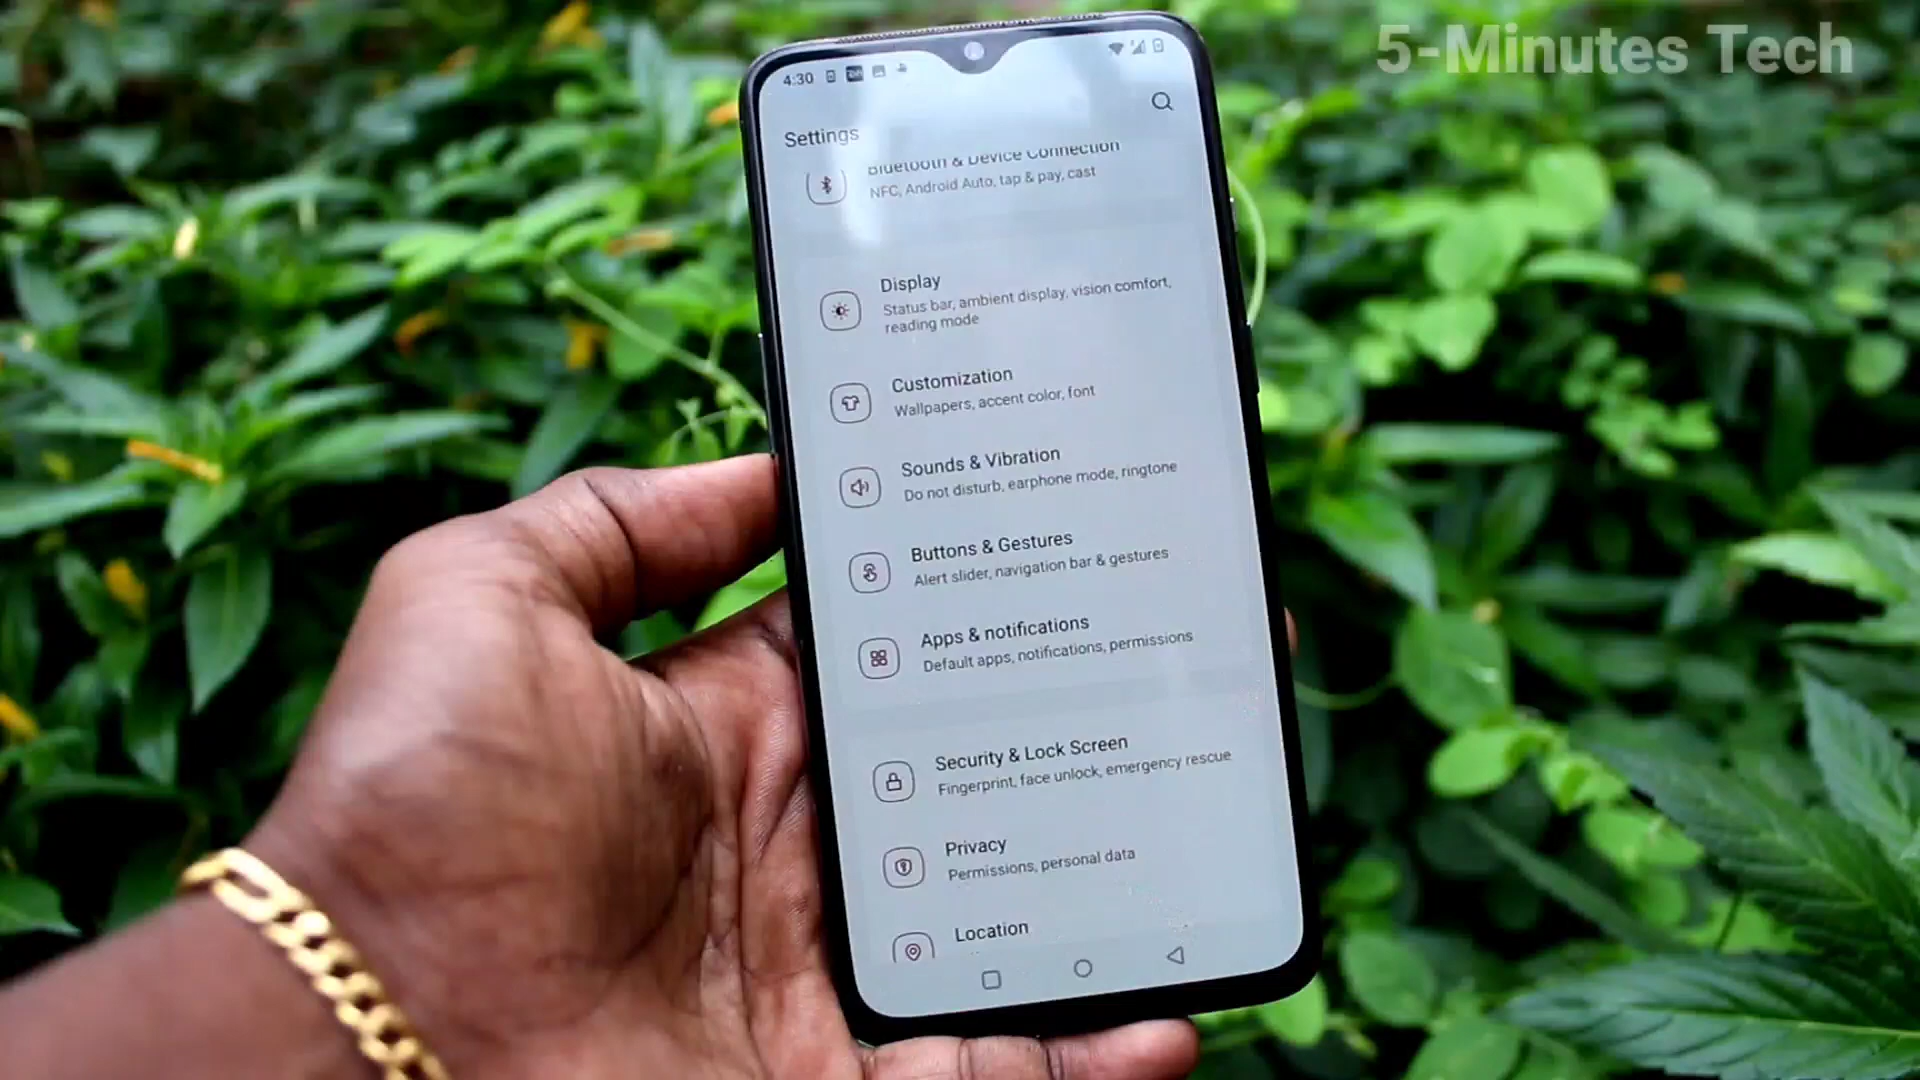 5-Minutes Tech
4:30
Settings
Bluetooth & Device Connection
NFC, Android Auto, tap & pay, cast
Display
Status bar, ambient display, vision comfort,
reading mode
Customization
Wallpapers, accent color, font
Sounds & Vibration
Do not disturb, earphone mode, ringtone
Buttons & Gestures
Alert slider, navigation bar & gestures
Apps & notifications
Default apps, notifications, permissions
Security & Lock Screen
Fingerprint, face unlock, emergency rescue
Privacy
Permissions, personal data
Location